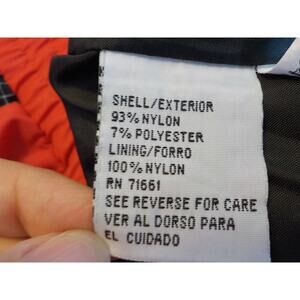 SHELL/EXTERIOR
93% NYLON
7% POLYESTER
LINING/FORRO
100% NYLON
RN 71661
SEE REVERSE FOR CARE
VER AL DORSO PARA
EL CUIDADO